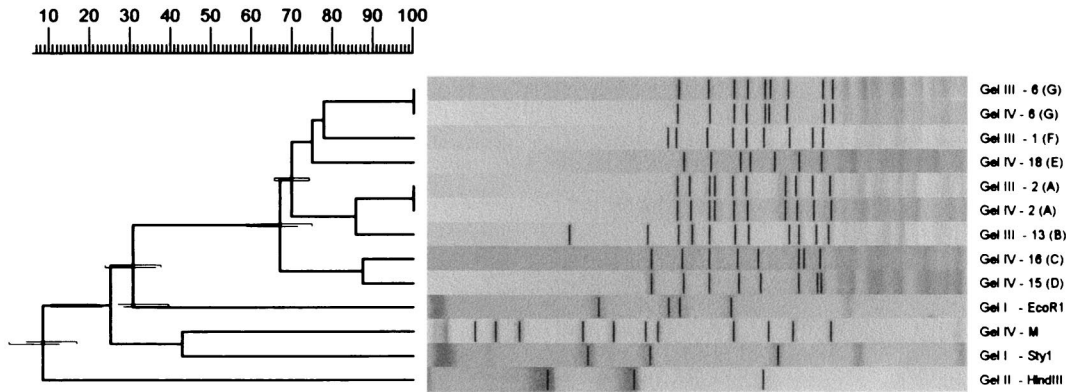 10 20 30 40 50 60 70 80 90 100
Gel III - 6 (G)
Gel IV - 6 (G)
Gel III - 1 (F)
Gel IV - 18 (E)
Gel III - 2 (A)
Gel IV - 2 (A)
Gel III - 13 (B)
Gel IV - 16 (C)
Gel IV - 15 (D)
Gel I - EcoR1
Gel IV - M
Gel I - Sty1
Gel II - HindIII